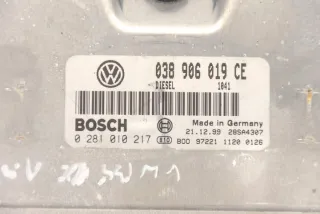 038 906 019 CE
DIESEL 1041
BOSCH Made in Germany
21.12.99 28SA4307
0 281 010 217 BOO 97221 1120 0126